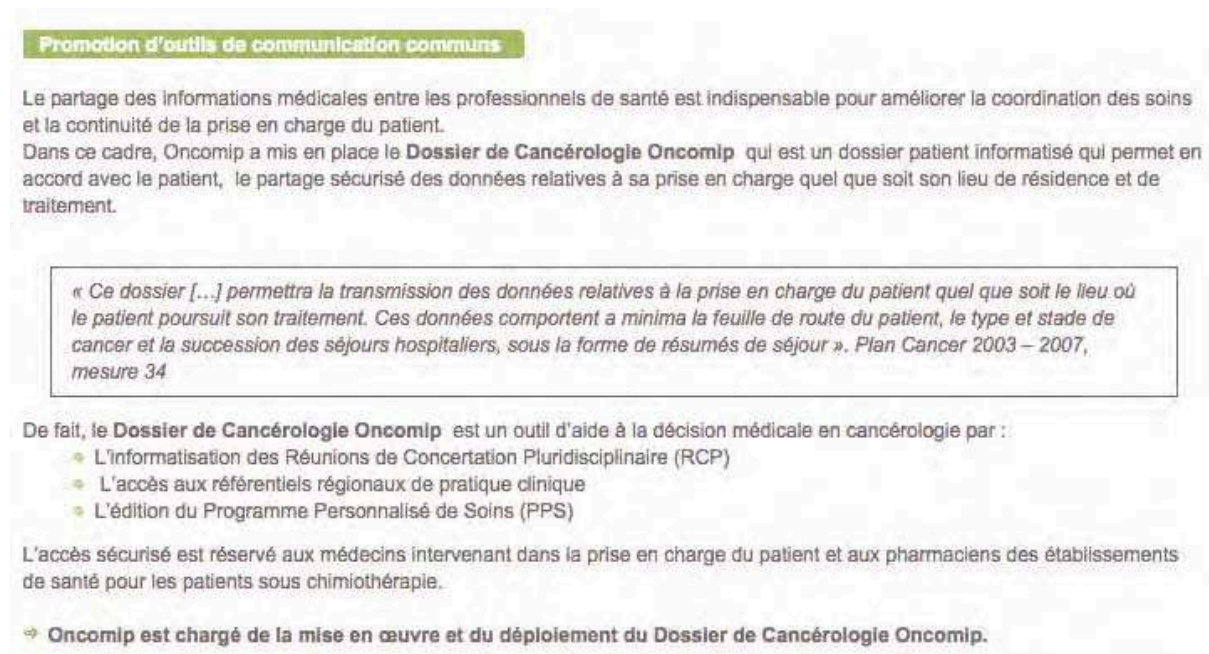 Promotion d'outils de communication communs
Le partage des informations médicales entre les professionnels de santé est indispensable pour améliorer la coordination des soins
et la continuité de la prise en charge du patient.
Dans ce cadre, Oncomip a mis en place le Dossier de Cancérologie Oncomip qui est un dossier patient informatisé qui permet en
accord avec le patient, le partage sécurisé des données relatives à sa prise en charge quel que soit son lieu de résidence et de
traitement.
« Ce dossier [...] permettra la transmission des données relatives à la prise en charge du patient quel que soit le lieu où
le patient poursuit son traitement. Ces données comportent a minima la feuille de route du patient, le type et stade de
cancer et la succession des séjours hospitaliers, sous la forme de résumés de séjour ». Plan Cancer 2003 – 2007,
mesure 34
De fait, le Dossier de Cancérologie Oncomip est un outil d'aide à la décision médicale en cancérologie par :
L'informatisation des Réunions de Concertation Pluridisciplinaire (RCP)
L'accès aux référentiels régionaux de pratique clinique
L'édition du Programme Personnalisé de Soins (PPS)
L'accès sécurisé est réservé aux médecins intervenant dans la prise en charge du patient et aux pharmaciens des établissements
de santé pour les patients sous chimiothérapie.
⇒ Oncomip est chargé de la mise en œuvre et du déploiement du Dossier de Cancérologie Oncomip.